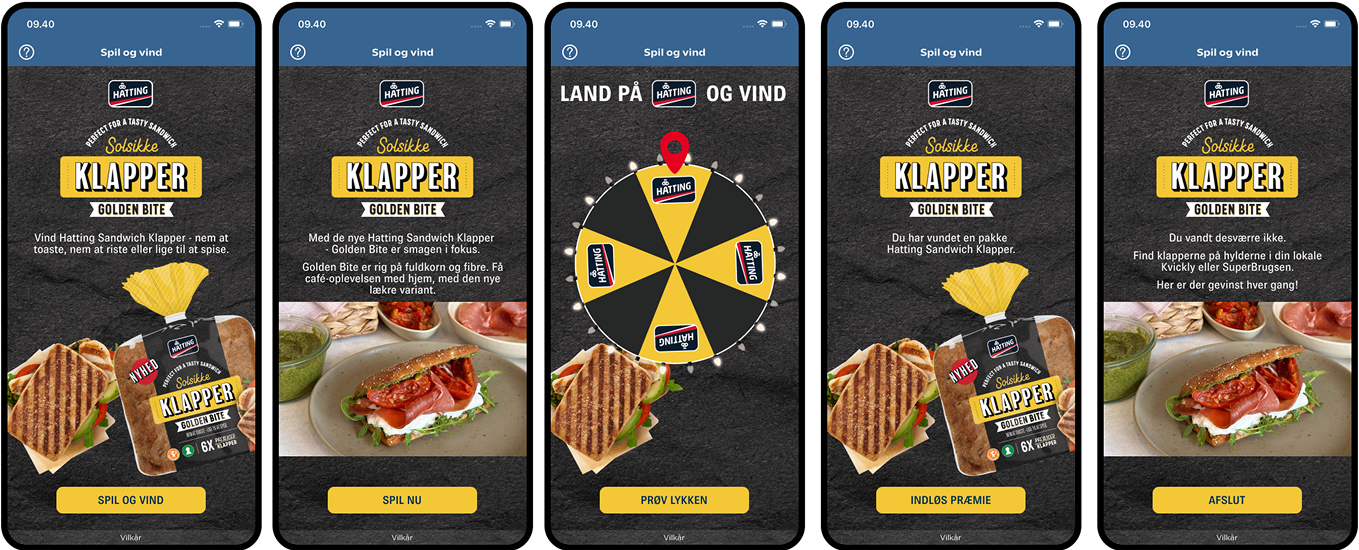 09.40
Spil og vind
HATTING
PERFECT FOR A TASTY SANDWICH
Solsikke
KLAPPER
GOLDEN BITE
Vind Hatting Sandwich Klapper - nem at
toaste, nem at riste eller lige til at spise.
HATTING
NYHED
PERFECT FOR A TASTY SANDWICH
Solsikke
KLAPPER
GOLDEN BITE
6X
KLAPPER
SPIL OG VIND
Vilkår
09.40
Spil og vind
HATTING
PERFECT FOR A TASTY SANDWICH
Solsikke
KLAPPER
GOLDEN BITE
Med de nye Hatting Sandwich Klapper
- Golden Bite er smagen i fokus.
Golden Bite er rig på fuldkorn og fibre. Få
café-oplevelsen med hjem, med den nye
lækre variant.
SPIL NU
Vilkår
09.40
Spil og vind
LAND PÅ HATTING OG VIND
HATTING
HATTING
HATTING
HATTING
PRØV LYKKEN
Vilkår
09.40
Spil og vind
HATTING
PERFECT FOR A TASTY SANDWICH
Solsikke
KLAPPER
GOLDEN BITE
Du har vundet en pakke
Hatting Sandwich Klapper.
HATTING
NYHED
PERFECT FOR A TASTY SANDWICH
Solsikke
KLAPPER
GOLDEN BITE
6X
KLAPPER
INDLØS PRÆMIE
Vilkår
09.40
Spil og vind
HATTING
PERFECT FOR A TASTY SANDWICH
Solsikke
KLAPPER
GOLDEN BITE
Du vandt desværre ikke.
Find klapperne på hylderne i din lokale
Kvickly eller SuperBrugsen.
Her er der gevinst hver gang!
AFSLUT
Vilkår